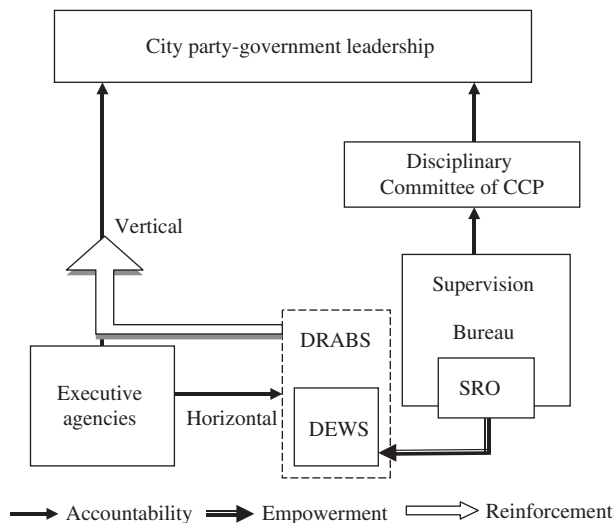 City party-government leadership
Disciplinary
Committee of CCP
Vertical
Supervision
Bureau
DRABS
SRO
Executive
agencies
Horizontal
DEWS
Accountability
Empowerment
Reinforcement